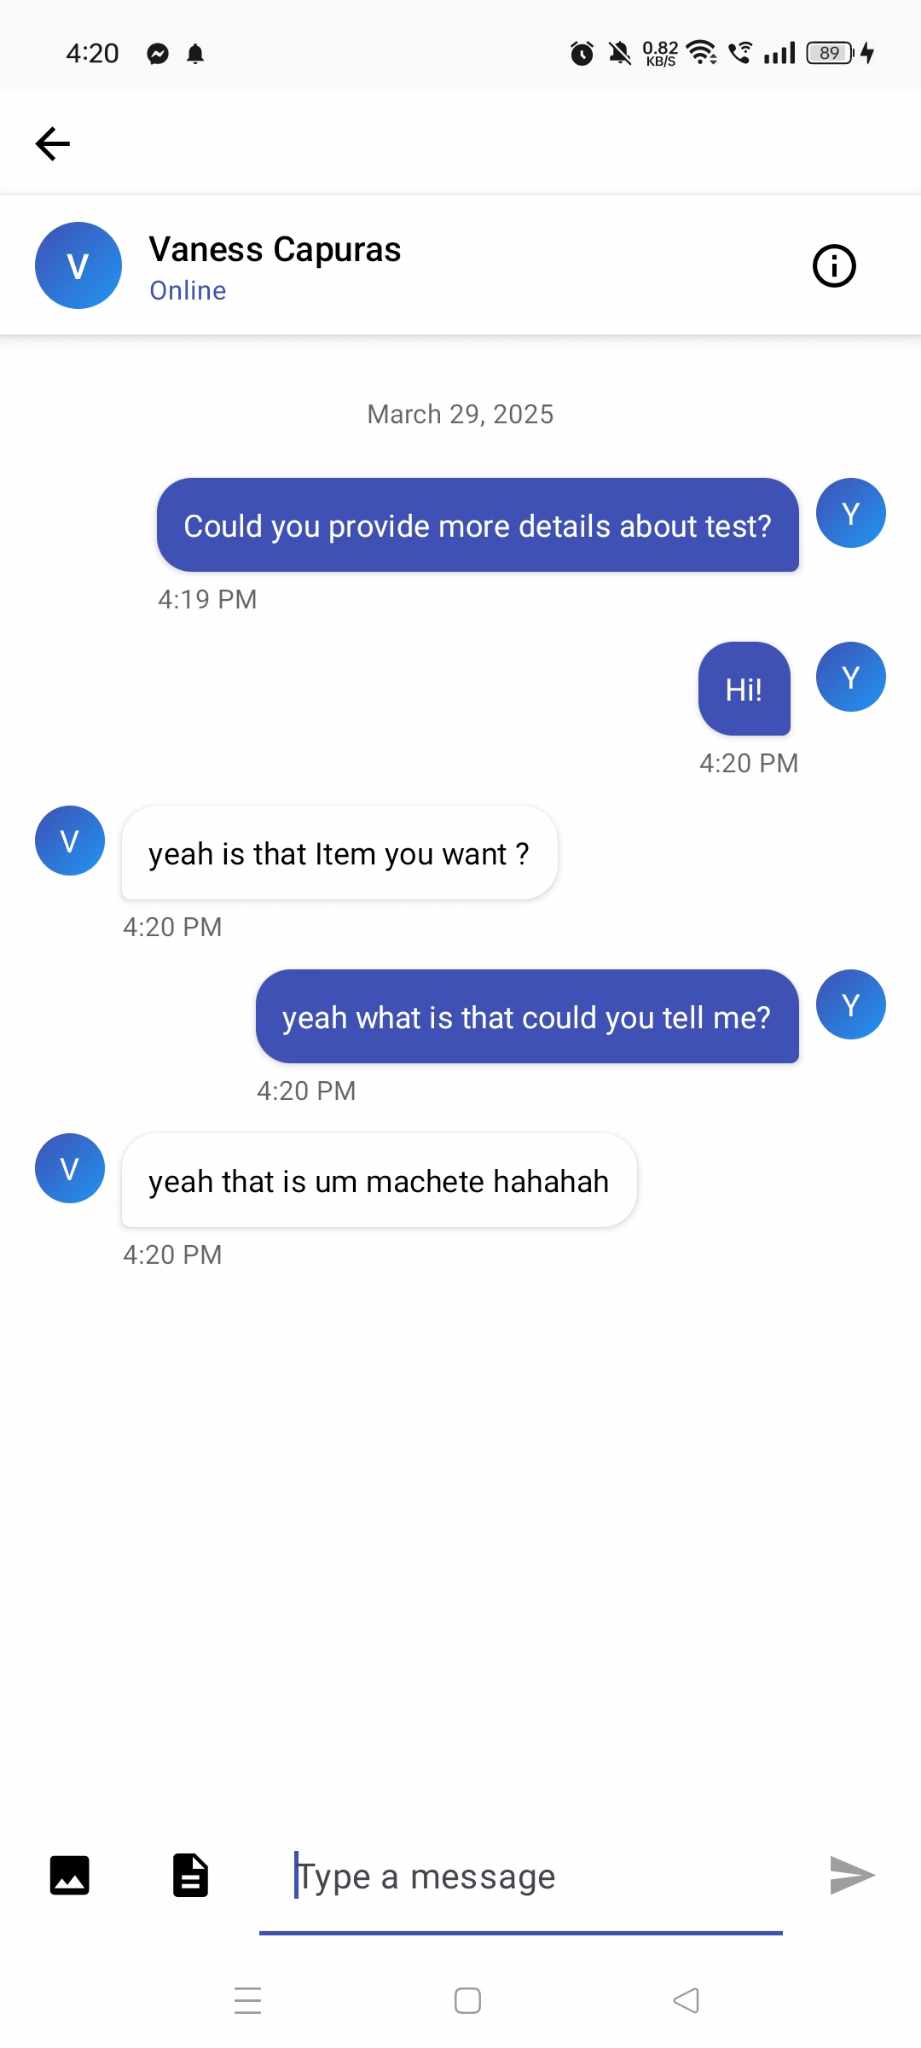 4:20
0.82
KB/S
89
V
Vaness Capuras
Online
March 29, 2025
Could you provide more details about test?
Y
4:19 PM
Hi!
Y
4:20 PM
V
yeah is that Item you want ?
4:20 PM
yeah what is that could you tell me?
Y
4:20 PM
V
yeah that is um machete hahahah
4:20 PM
Type a message